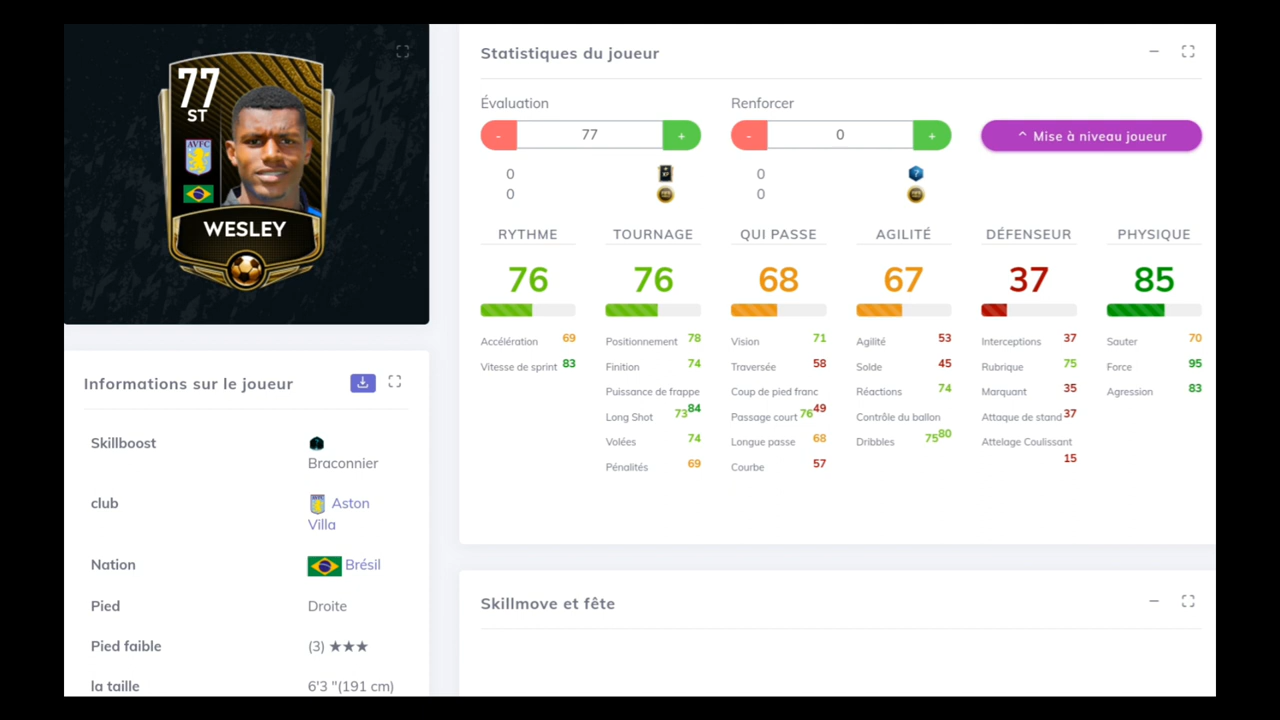 77
ST
AVFC
WESLEY
Informations sur le joueur
Skillboost
Braconnier
club
Aston
Villa
Nation
Brésil
Pied
Droite
Pied faible
(3) ★★★
la taille
6'3 "(191 cm)
Statistiques du joueur
Évaluation
- 77 +
0
0
Renforcer
- 0 +
0
0
^ Mise à niveau joueur
RYTHME
76
Accélération 69
Vitesse de sprint 83
TOURNAGE
76
Positionnement 78
Finition 74
Puissance de frappe
84
Long Shot 73
Volées 74
Pénalités 69
QUI PASSE
68
Vision 71
Traversée 58
Coup de pied franc
49
Passage court 76
Longue passe 68
Courbe 57
AGILITÉ
67
Agilité 53
Solde 45
Réactions 74
Contrôle du ballon
80
Dribbles 75
DÉFENSEUR
37
Interceptions 37
Rubrique 75
Marquant 35
Attaque de stand 37
Attelage Coulissant
15
PHYSIQUE
85
Sauter 70
Force 95
Agression 83
Skillmove et fête